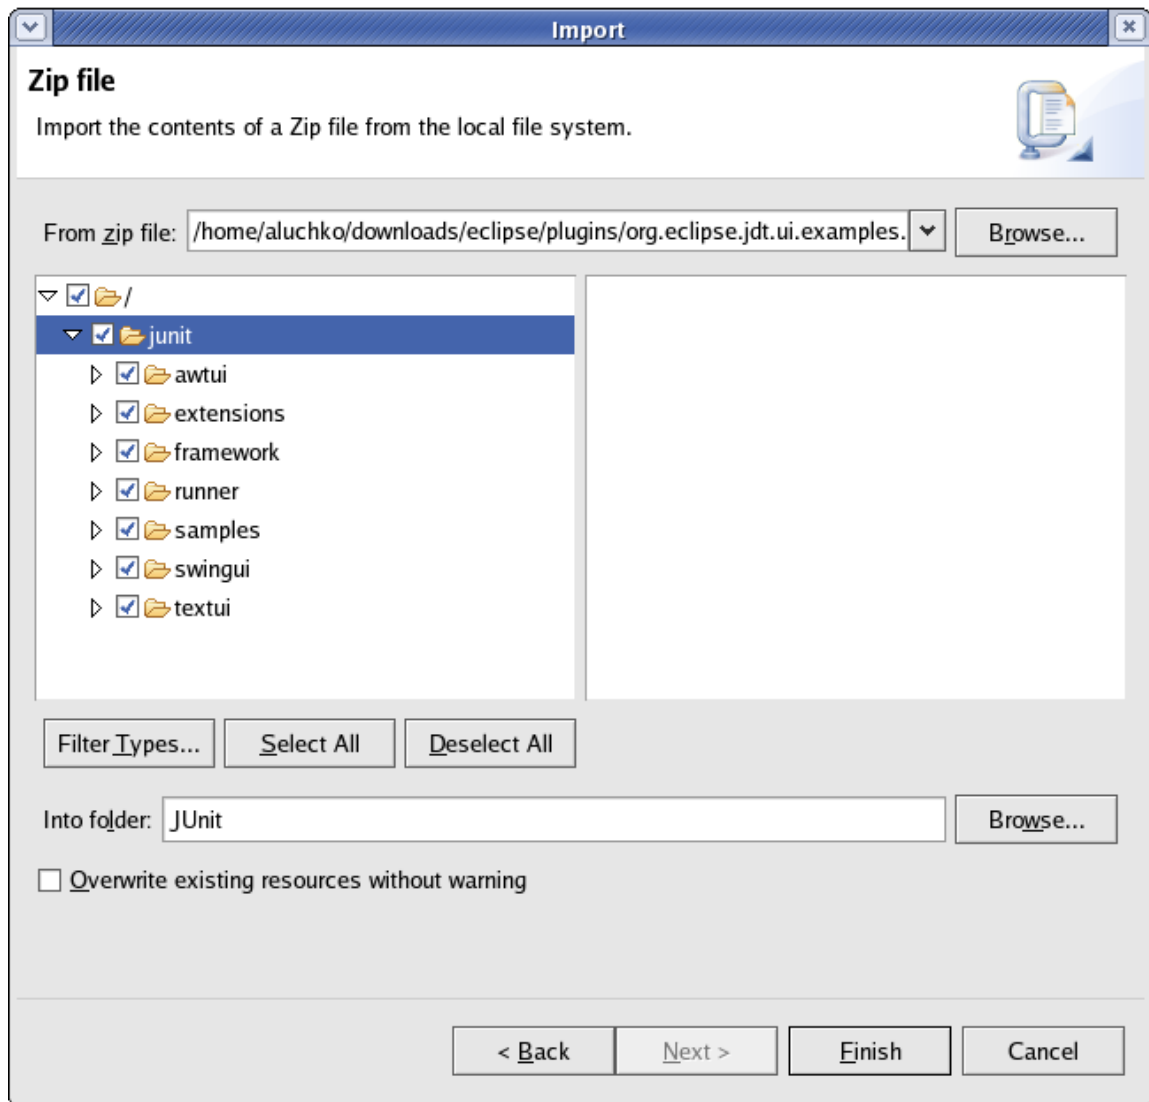 Import
Zip file
Import the contents of a Zip file from the local file system.
From zip file: /home/aluchko/downloads/eclipse/plugins/org.eclipse.jdt.ui.examples. Browse...
/
junit
awtui
extensions
framework
runner
samples
swingui
textui
Filter Types... Select All Deselect All
Into folder: JUnit Browse...
Overwrite existing resources without warning
< Back Next > Finish Cancel